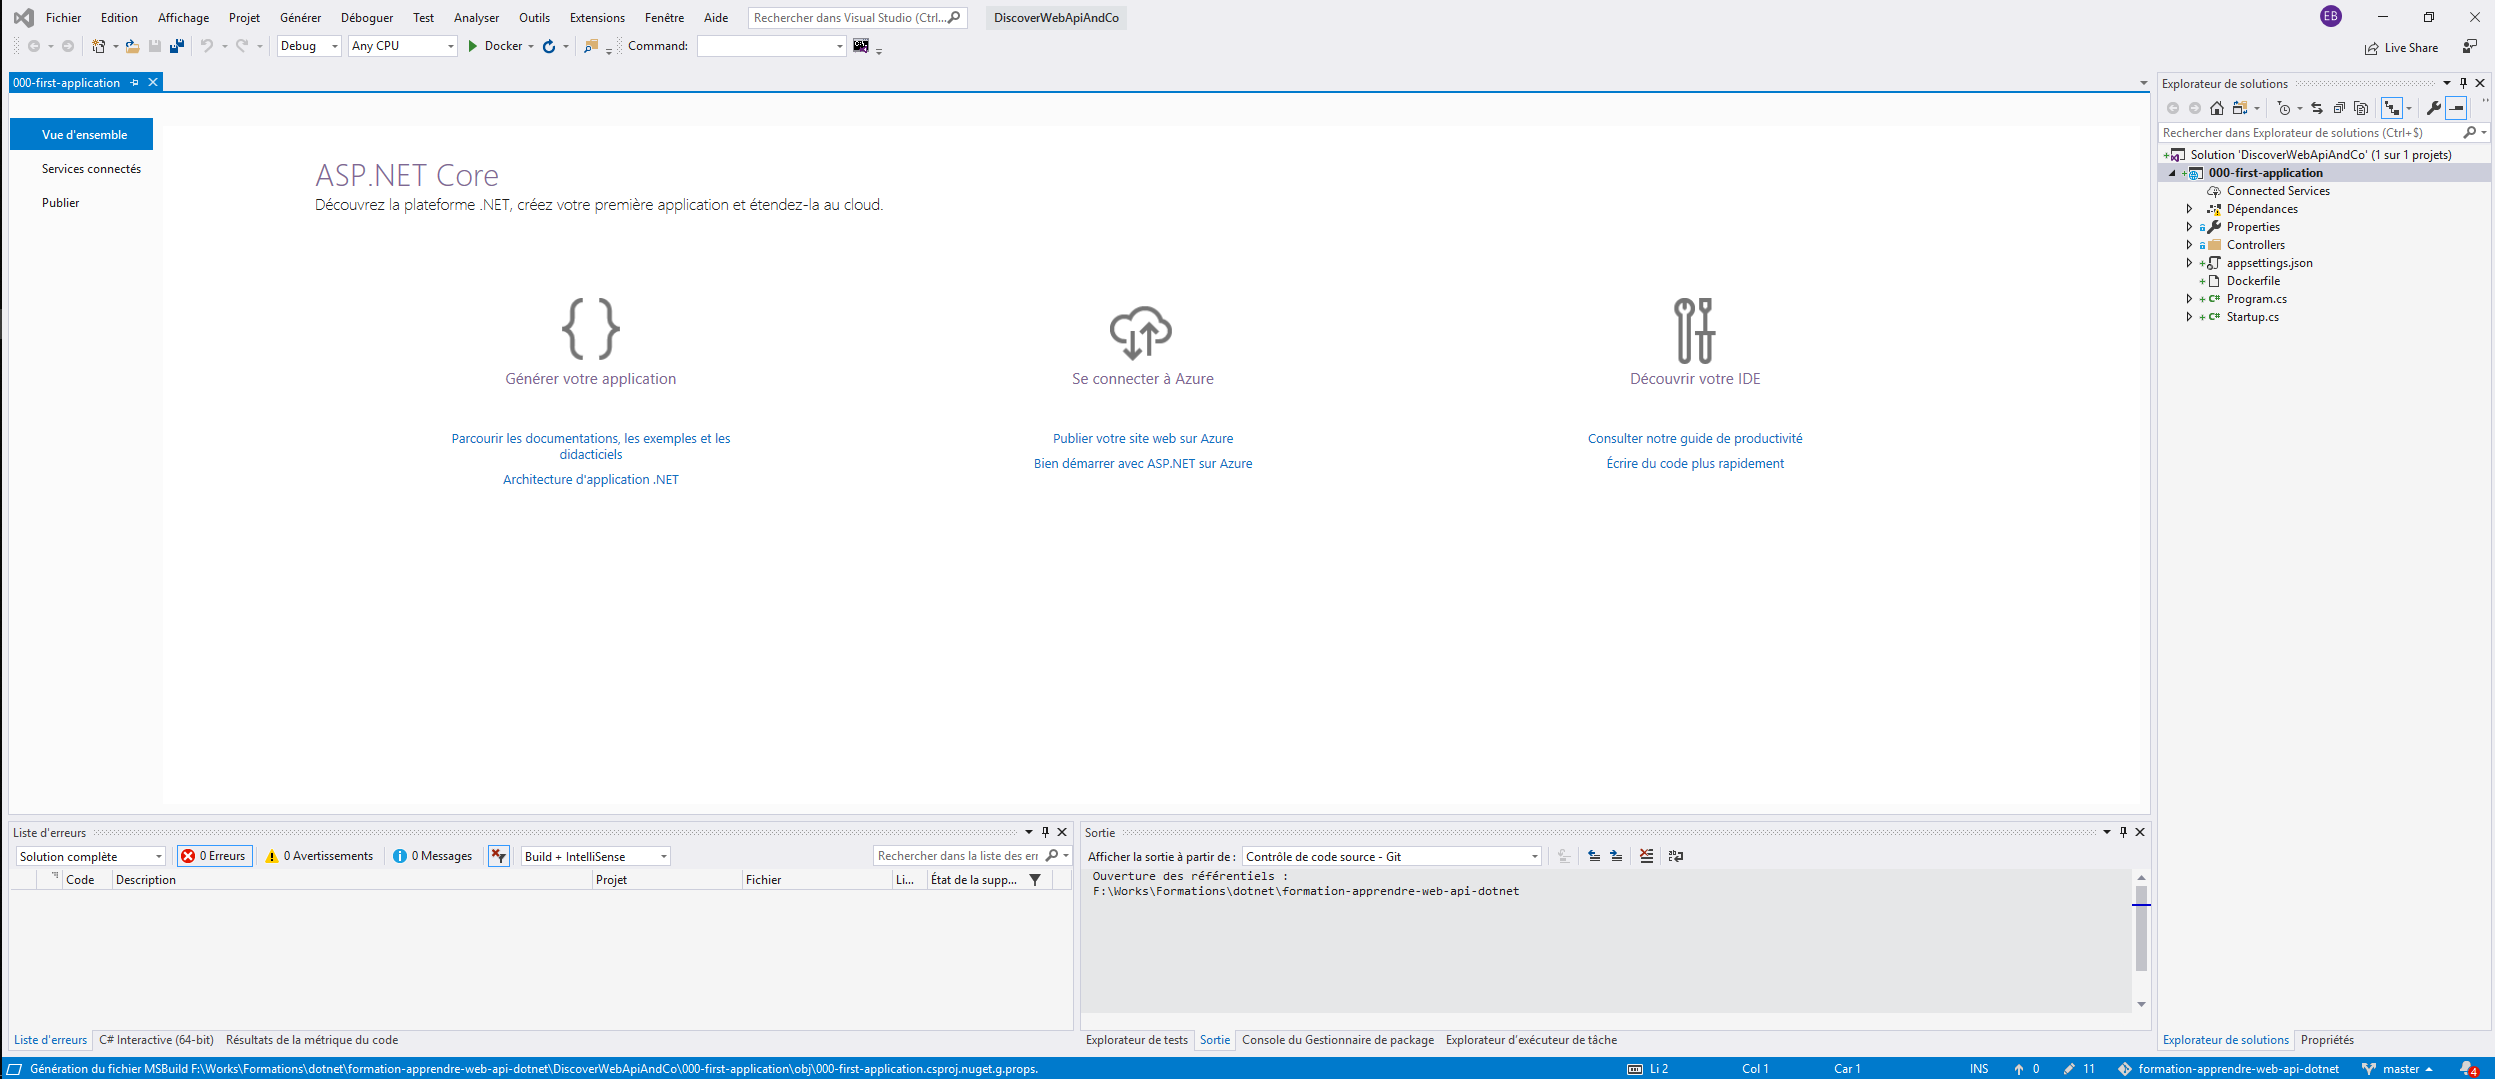 Fichier Edition Affichage Projet Générer Déboguer Test Analyser Outils Extensions Fenêtre Aide Rechercher dans Visual Studio (Ctrl... DiscoverWebApiAndCo EB
Debug Any CPU Docker Command: Live Share
000-first-application
Explorateur de solutions
Vue d'ensemble
Services connectés
Publier
ASP.NET Core
Découvrez la plateforme .NET, créez votre première application et étendez-la au cloud.
Générer votre application
Parcourir les documentations, les exemples et les
didacticiels
Architecture d'application .NET
Se connecter à Azure
Publier votre site web sur Azure
Bien démarrer avec ASP.NET sur Azure
Découvrir votre IDE
Consulter notre guide de productivité
Écrire du code plus rapidement
Rechercher dans Explorateur de solutions (Ctrl+$)
Solution 'DiscoverWebApiAndCo' (1 sur 1 projets)
000-first-application
Connected Services
Dépendances
Properties
Controllers
appsettings.json
Dockerfile
C# Program.cs
C# Startup.cs
Liste d'erreurs
Solution complète 0 Erreurs 0 Avertissements 0 Messages Build + IntelliSense Rechercher dans la liste des err
Code Description Projet Fichier Li... État de la supp...
Liste d'erreurs C# Interactive (64-bit) Résultats de la métrique du code
Sortie
Afficher la sortie à partir de : Contrôle de code source - Git
Ouverture des référentiels :
F:\Works\Formations\dotnet\formation-apprendre-web-api-dotnet
Explorateur de tests Sortie Console du Gestionnaire de package Explorateur d'exécuteur de tâche
Explorateur de solutions Propriétés
Génération du fichier MSBuild F:\Works\Formations\dotnet\formation-apprendre-web-api-dotnet\DiscoverWebApiAndCo\000-first-application\obj\000-first-application.csproj.nuget.g.props. Li 2 Col 1 Car 1 INS 0 11 formation-apprendre-web-api-dotnet master 4